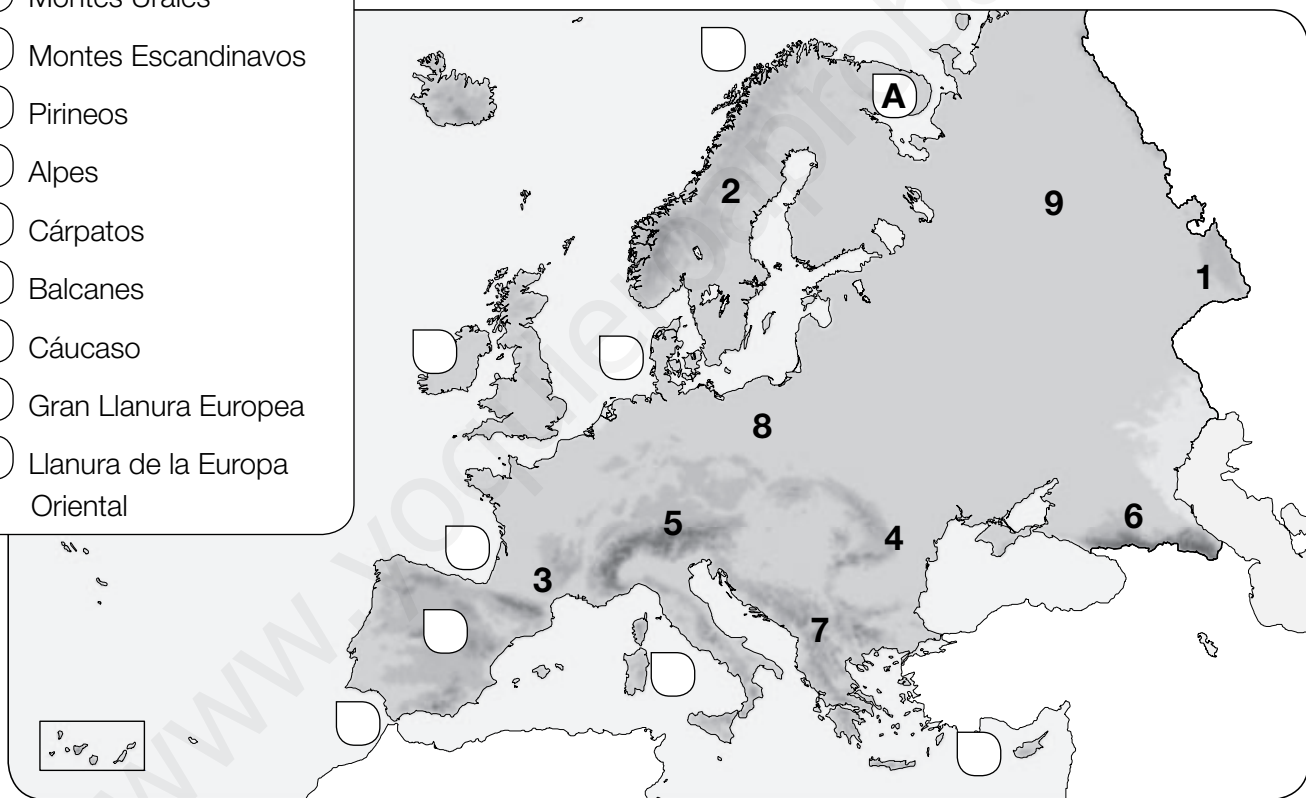 Montes Urales
Montes Escandinavos
Pirineos
Alpes
Cárpatos
Balcanes
Cáucaso
Gran Llanura Europea
Llanura de la Europa
Oriental
A
2
9
1
8
5
6
4
3
7